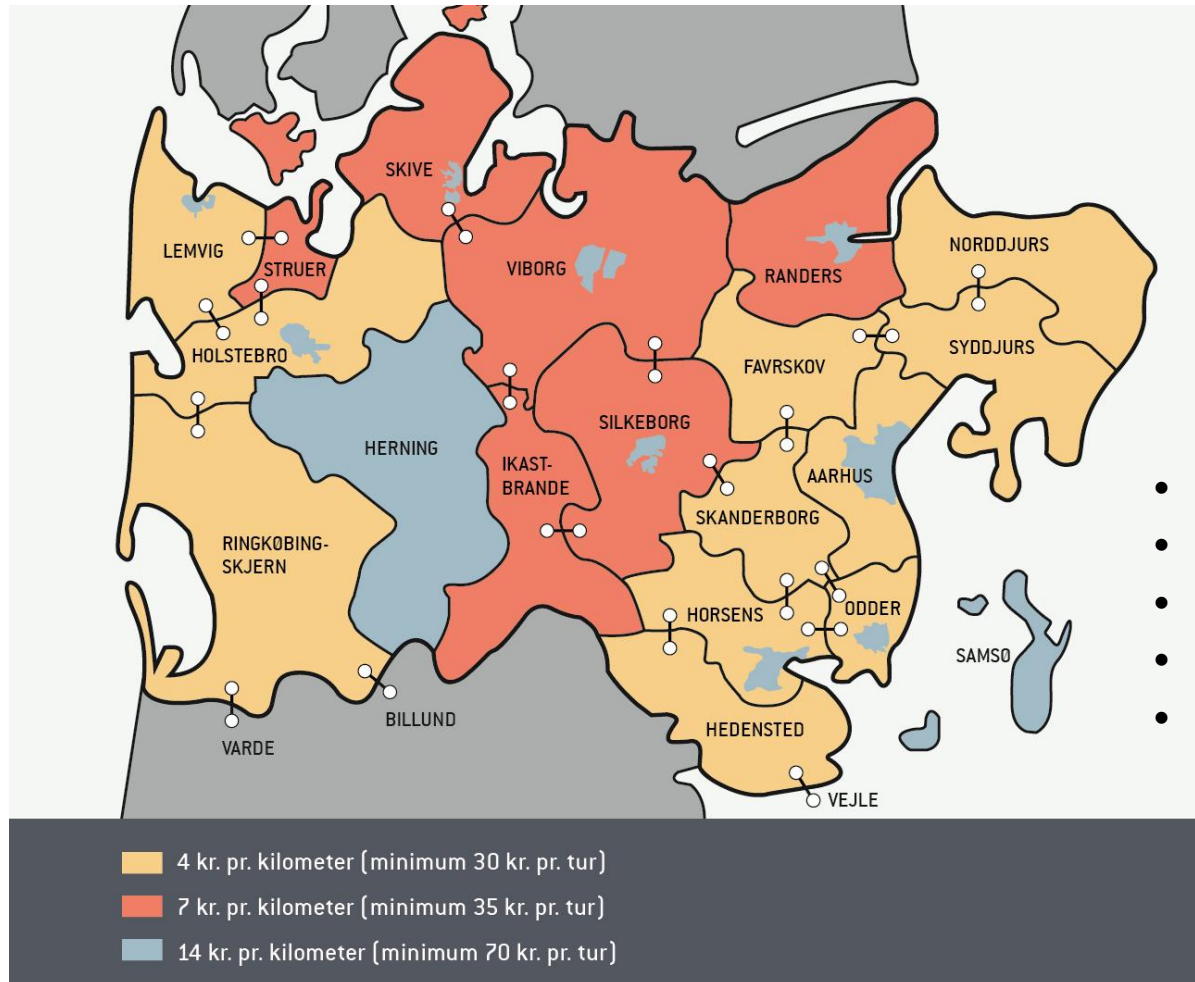 SKIVE
LEMVIG
STRUER
VIBORG
RANDERS
NORDDJURS
HOLSTEBRO
FAVRSKOV
SYDDJURS
HERNING
SILKEBORG
IKAST-
BRANDE
AARHUS
SKANDERBORG
RINGKØBING-
SKJERN
HORSENS
ODDER
SAMSØ
BILLUND
HEDENSTED
VARDE
VEJLE
4 kr. pr. kilometer (minimum 30 kr. pr. tur)
7 kr. pr. kilometer (minimum 35 kr. pr. tur)
14 kr. pr. kilometer (minimum 70 kr. pr. tur)